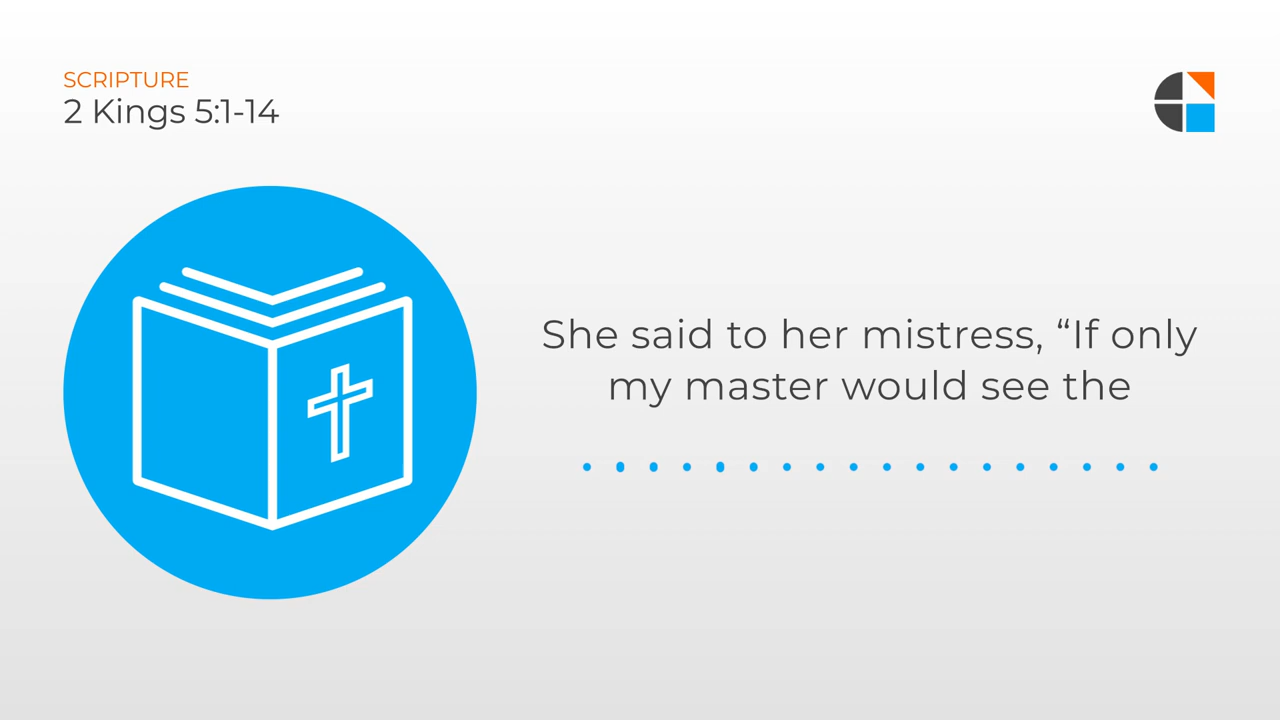 SCRIPTURE
2 Kings 5:1-14
She said to her mistress, “If only
my master would see the